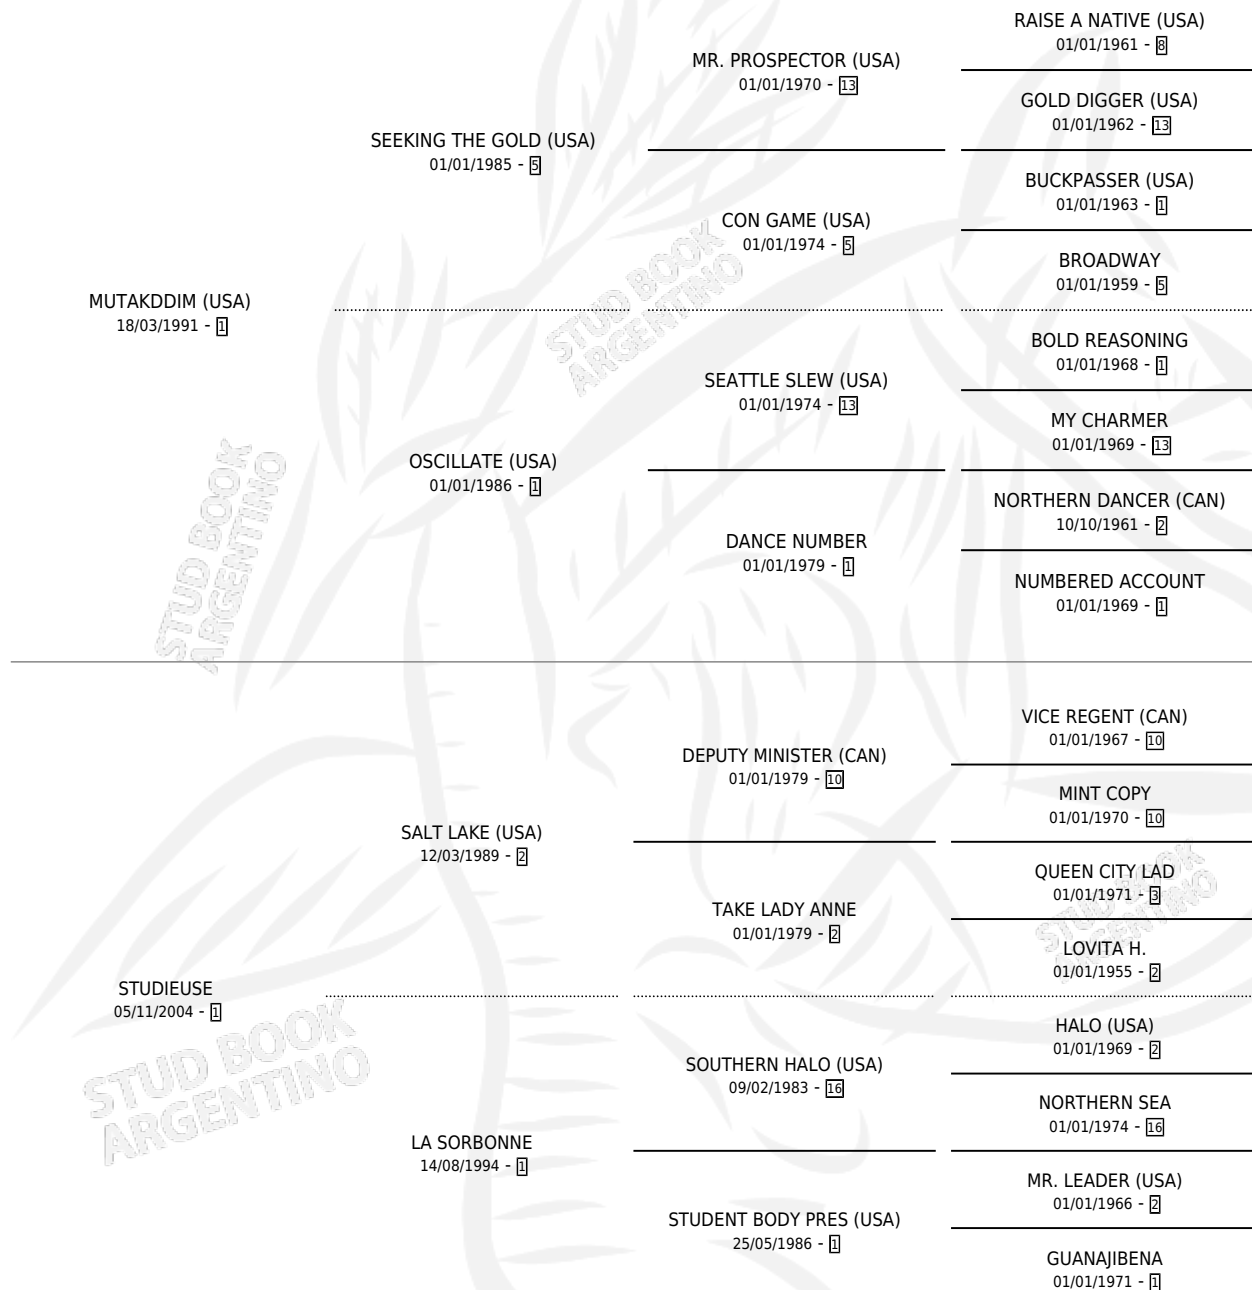 RAISE A NATIVE (USA)
01/01/1961 - 8
MR. PROSPECTOR (USA)
01/01/1970 - 13
GOLD DIGGER (USA)
01/01/1962 - 13
SEEKING THE GOLD (USA)
01/01/1985 - 5
BUCKPASSER (USA)
01/01/1963 - 1
CON GAME (USA)
01/01/1974 - 5
BROADWAY
01/01/1959 - 5
MUTAKDDIM (USA)
18/03/1991 - 1
BOLD REASONING
01/01/1968 - 1
SEATTLE SLEW (USA)
01/01/1974 - 13
MY CHARMER
01/01/1969 - 13
OSCILLATE (USA)
01/01/1986 - 1
NORTHERN DANCER (CAN)
10/10/1961 - 2
DANCE NUMBER
01/01/1979 - 1
NUMBERED ACCOUNT
01/01/1969 - 1
VICE REGENT (CAN)
01/01/1967 - 10
DEPUTY MINISTER (CAN)
01/01/1979 - 10
MINT COPY
01/01/1970 - 10
SALT LAKE (USA)
12/03/1989 - 2
QUEEN CITY LAD
01/01/1971 - 3
TAKE LADY ANNE
01/01/1979 - 2
LOVITA H.
01/01/1955 - 2
STUDIEUSE
05/11/2004 - 1
HALO (USA)
01/01/1969 - 2
SOUTHERN HALO (USA)
09/02/1983 - 16
NORTHERN SEA
01/01/1974 - 16
LA SORBONNE
14/08/1994 - 1
MR. LEADER (USA)
01/01/1966 - 2
STUDENT BODY PRES (USA)
25/05/1986 - 1
GUANAJIBENA
01/01/1971 - 1
STUD BOOK
ARGENTINO
STUD BOOK
ARGENTINO
STUD BOOK
ARGENTINO
STUD BOOK
ARGENTINO